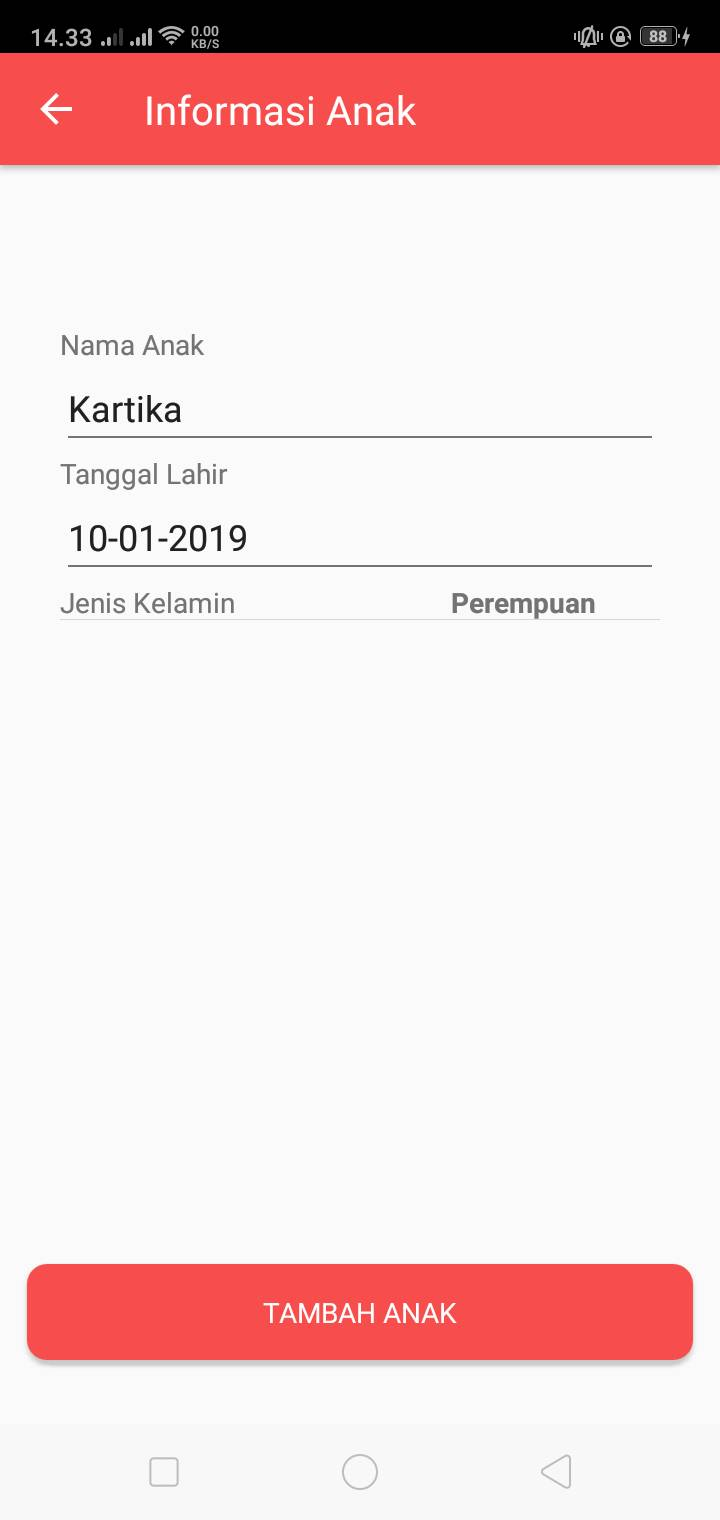 14.33 0.00 KB/S 88
Informasi Anak
Nama Anak
Kartika
Tanggal Lahir
10-01-2019
Jenis Kelamin Perempuan
TAMBAH ANAK